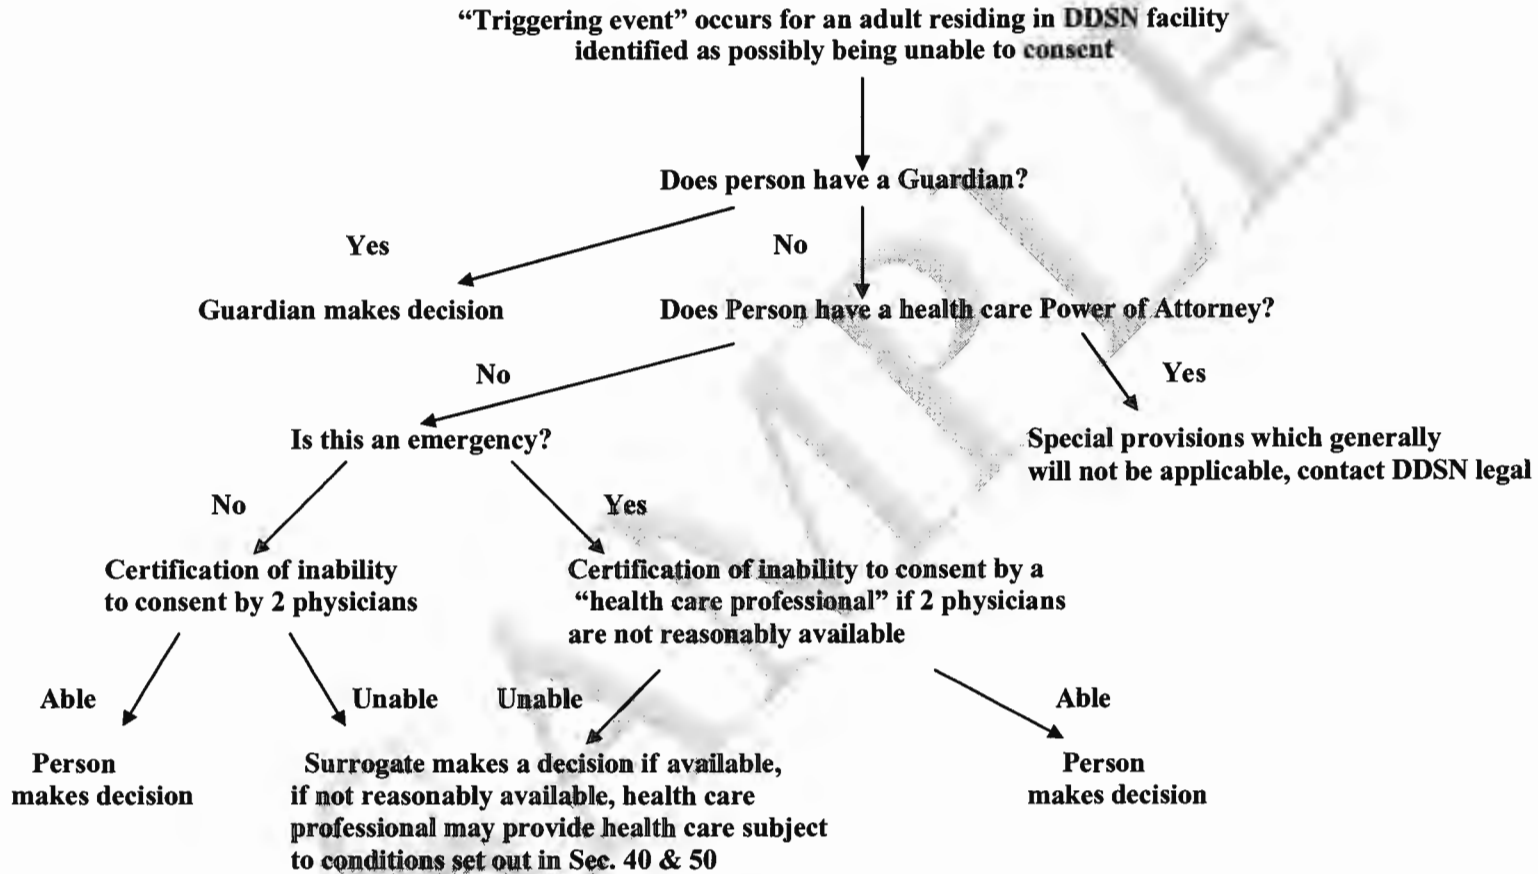 “Triggering event” occurs for an adult residing in DDSN facility
identified as possibly being unable to consent
Does person have a Guardian?
Yes
No
Guardian makes decision
Does Person have a health care Power of Attorney?
No
Yes
Is this an emergency?
Special provisions which generally
will not be applicable, contact DDSN legal
No
Yes
Certification of inability
to consent by 2 physicians
Certification of inability to consent by a
“health care professional” if 2 physicians
are not reasonably available
Able
Unable
Unable
Able
Person
makes decision
Surrogate makes a decision if available,
if not reasonably available, health care
professional may provide health care subject
to conditions set out in Sec. 40 & 50
Person
makes decision
SAMPLE